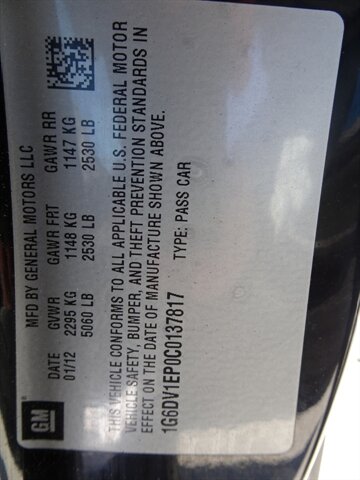 GM
MFD BY GENERAL MOTORS LLC
DATE GVWR GAWR FRT GAWR RR
01/12 2295 KG 1148 KG 1147 KG
5060 LB 2530 LB 2530 LB
THIS VEHICLE CONFORMS TO ALL APPLICABLE U.S. FEDERAL MOTOR
VEHICLE SAFETY, BUMPER, AND THEFT PREVENTION STANDARDS IN
EFFECT ON THE DATE OF MANUFACTURE SHOWN ABOVE.
1G6DV1EP0C0137817 TYPE: PASS CAR